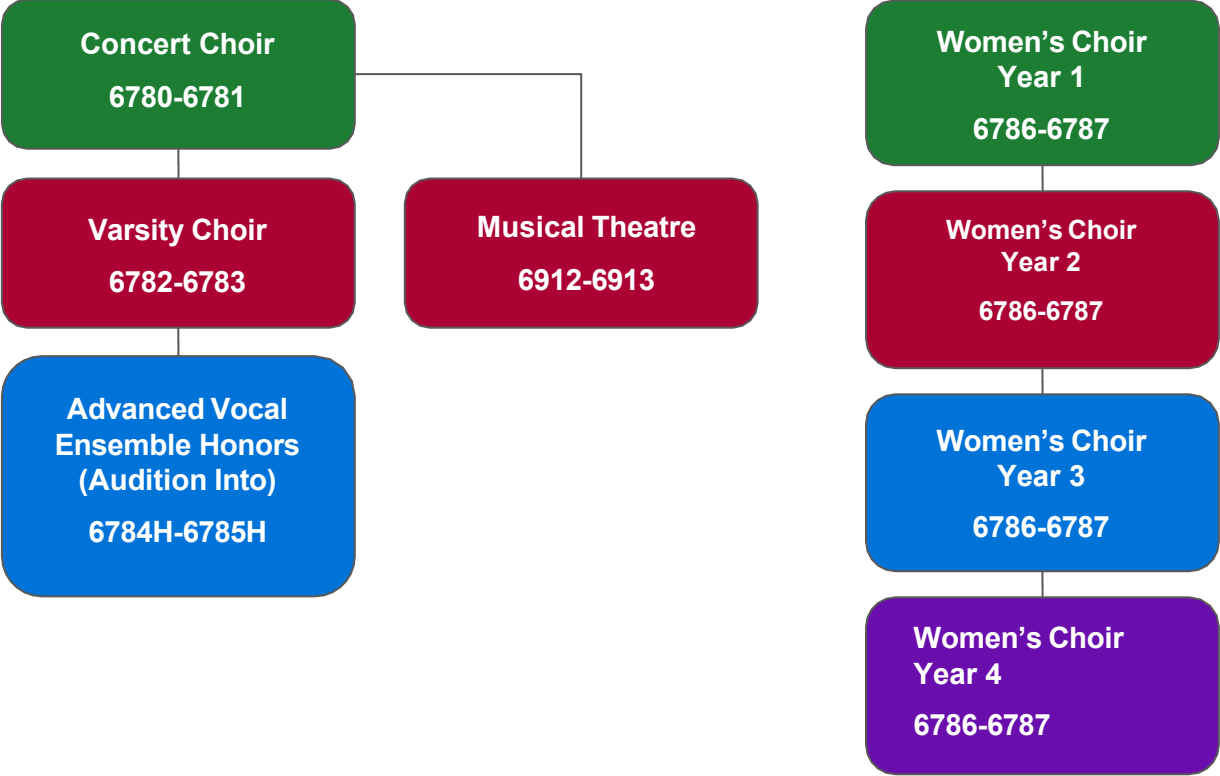 Concert Choir
6780-6781
Varsity Choir
6782-6783
Advanced Vocal
Ensemble Honors
(Audition Into)
6784H-6785H
Musical Theatre
6912-6913
Women’s Choir
Year 1
6786-6787
Women’s Choir
Year 2
6786-6787
Women’s Choir
Year 3
6786-6787
Women’s Choir
Year 4
6786-6787